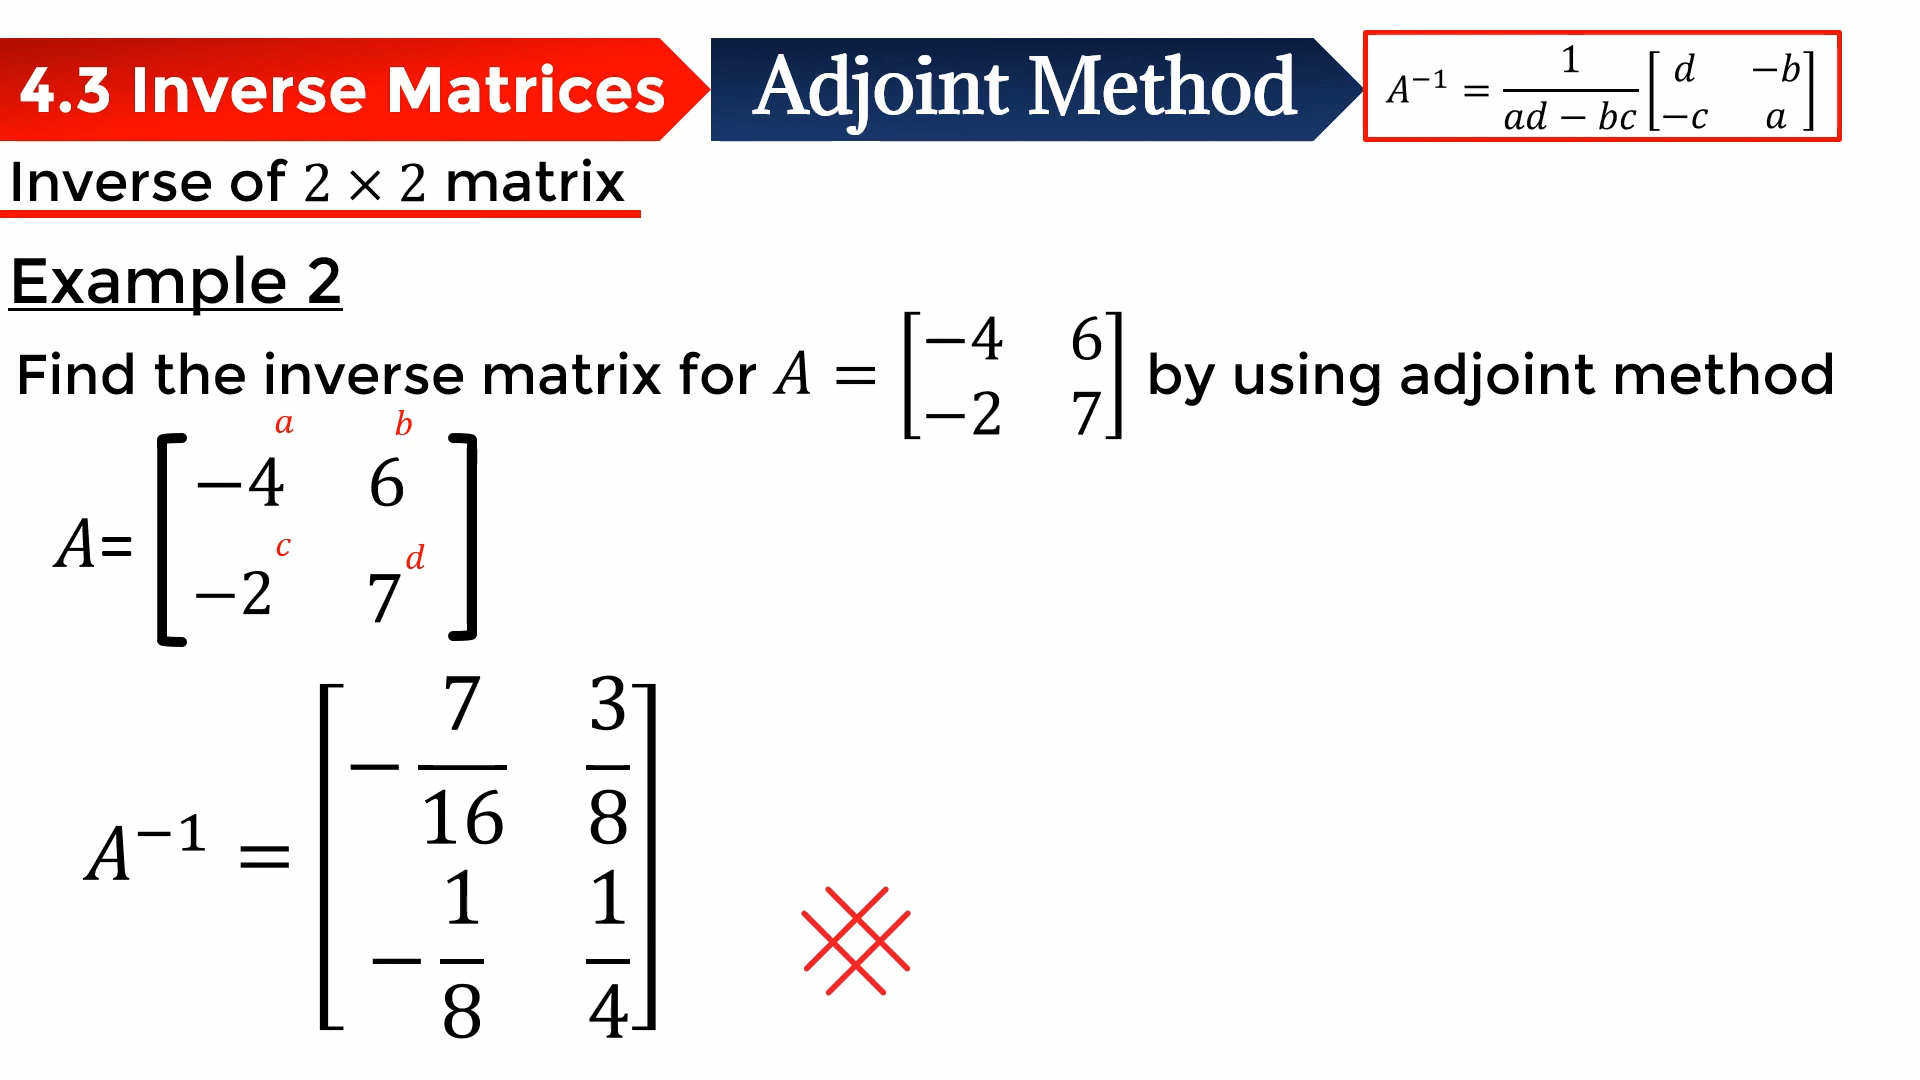 4.3 Inverse Matrices
Adjoint Method
A⁻¹ = 1/(ad − bc) [d −b; −c a]
Inverse of 2 × 2 matrix
Example 2
Find the inverse matrix for A = [−4 6; −2 7] by using adjoint method
a b
A= [−4 6; −2 7]
c d
A⁻¹ = [−7/16 3/8; −1/8 1/4]